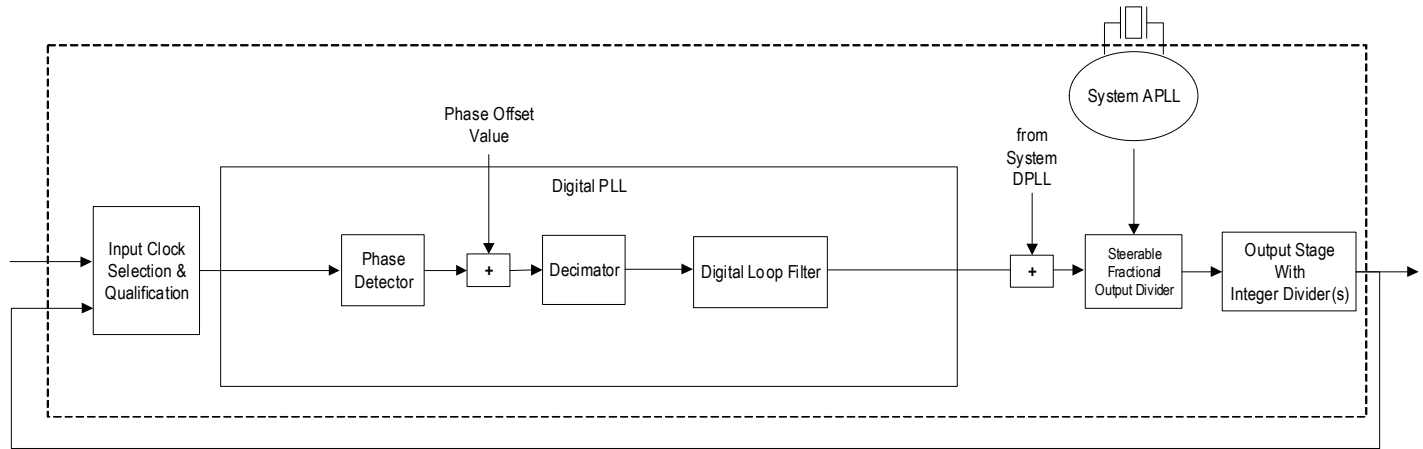 System APLL
Phase Offset
Value
from
System
DPLL
Digital PLL
Input Clock
Selection &
Qualification
Phase
Detector
+
Decimator
Digital Loop Filter
+
Steerable
Fractional
Output Divider
Output Stage
With
Integer Divider(s)